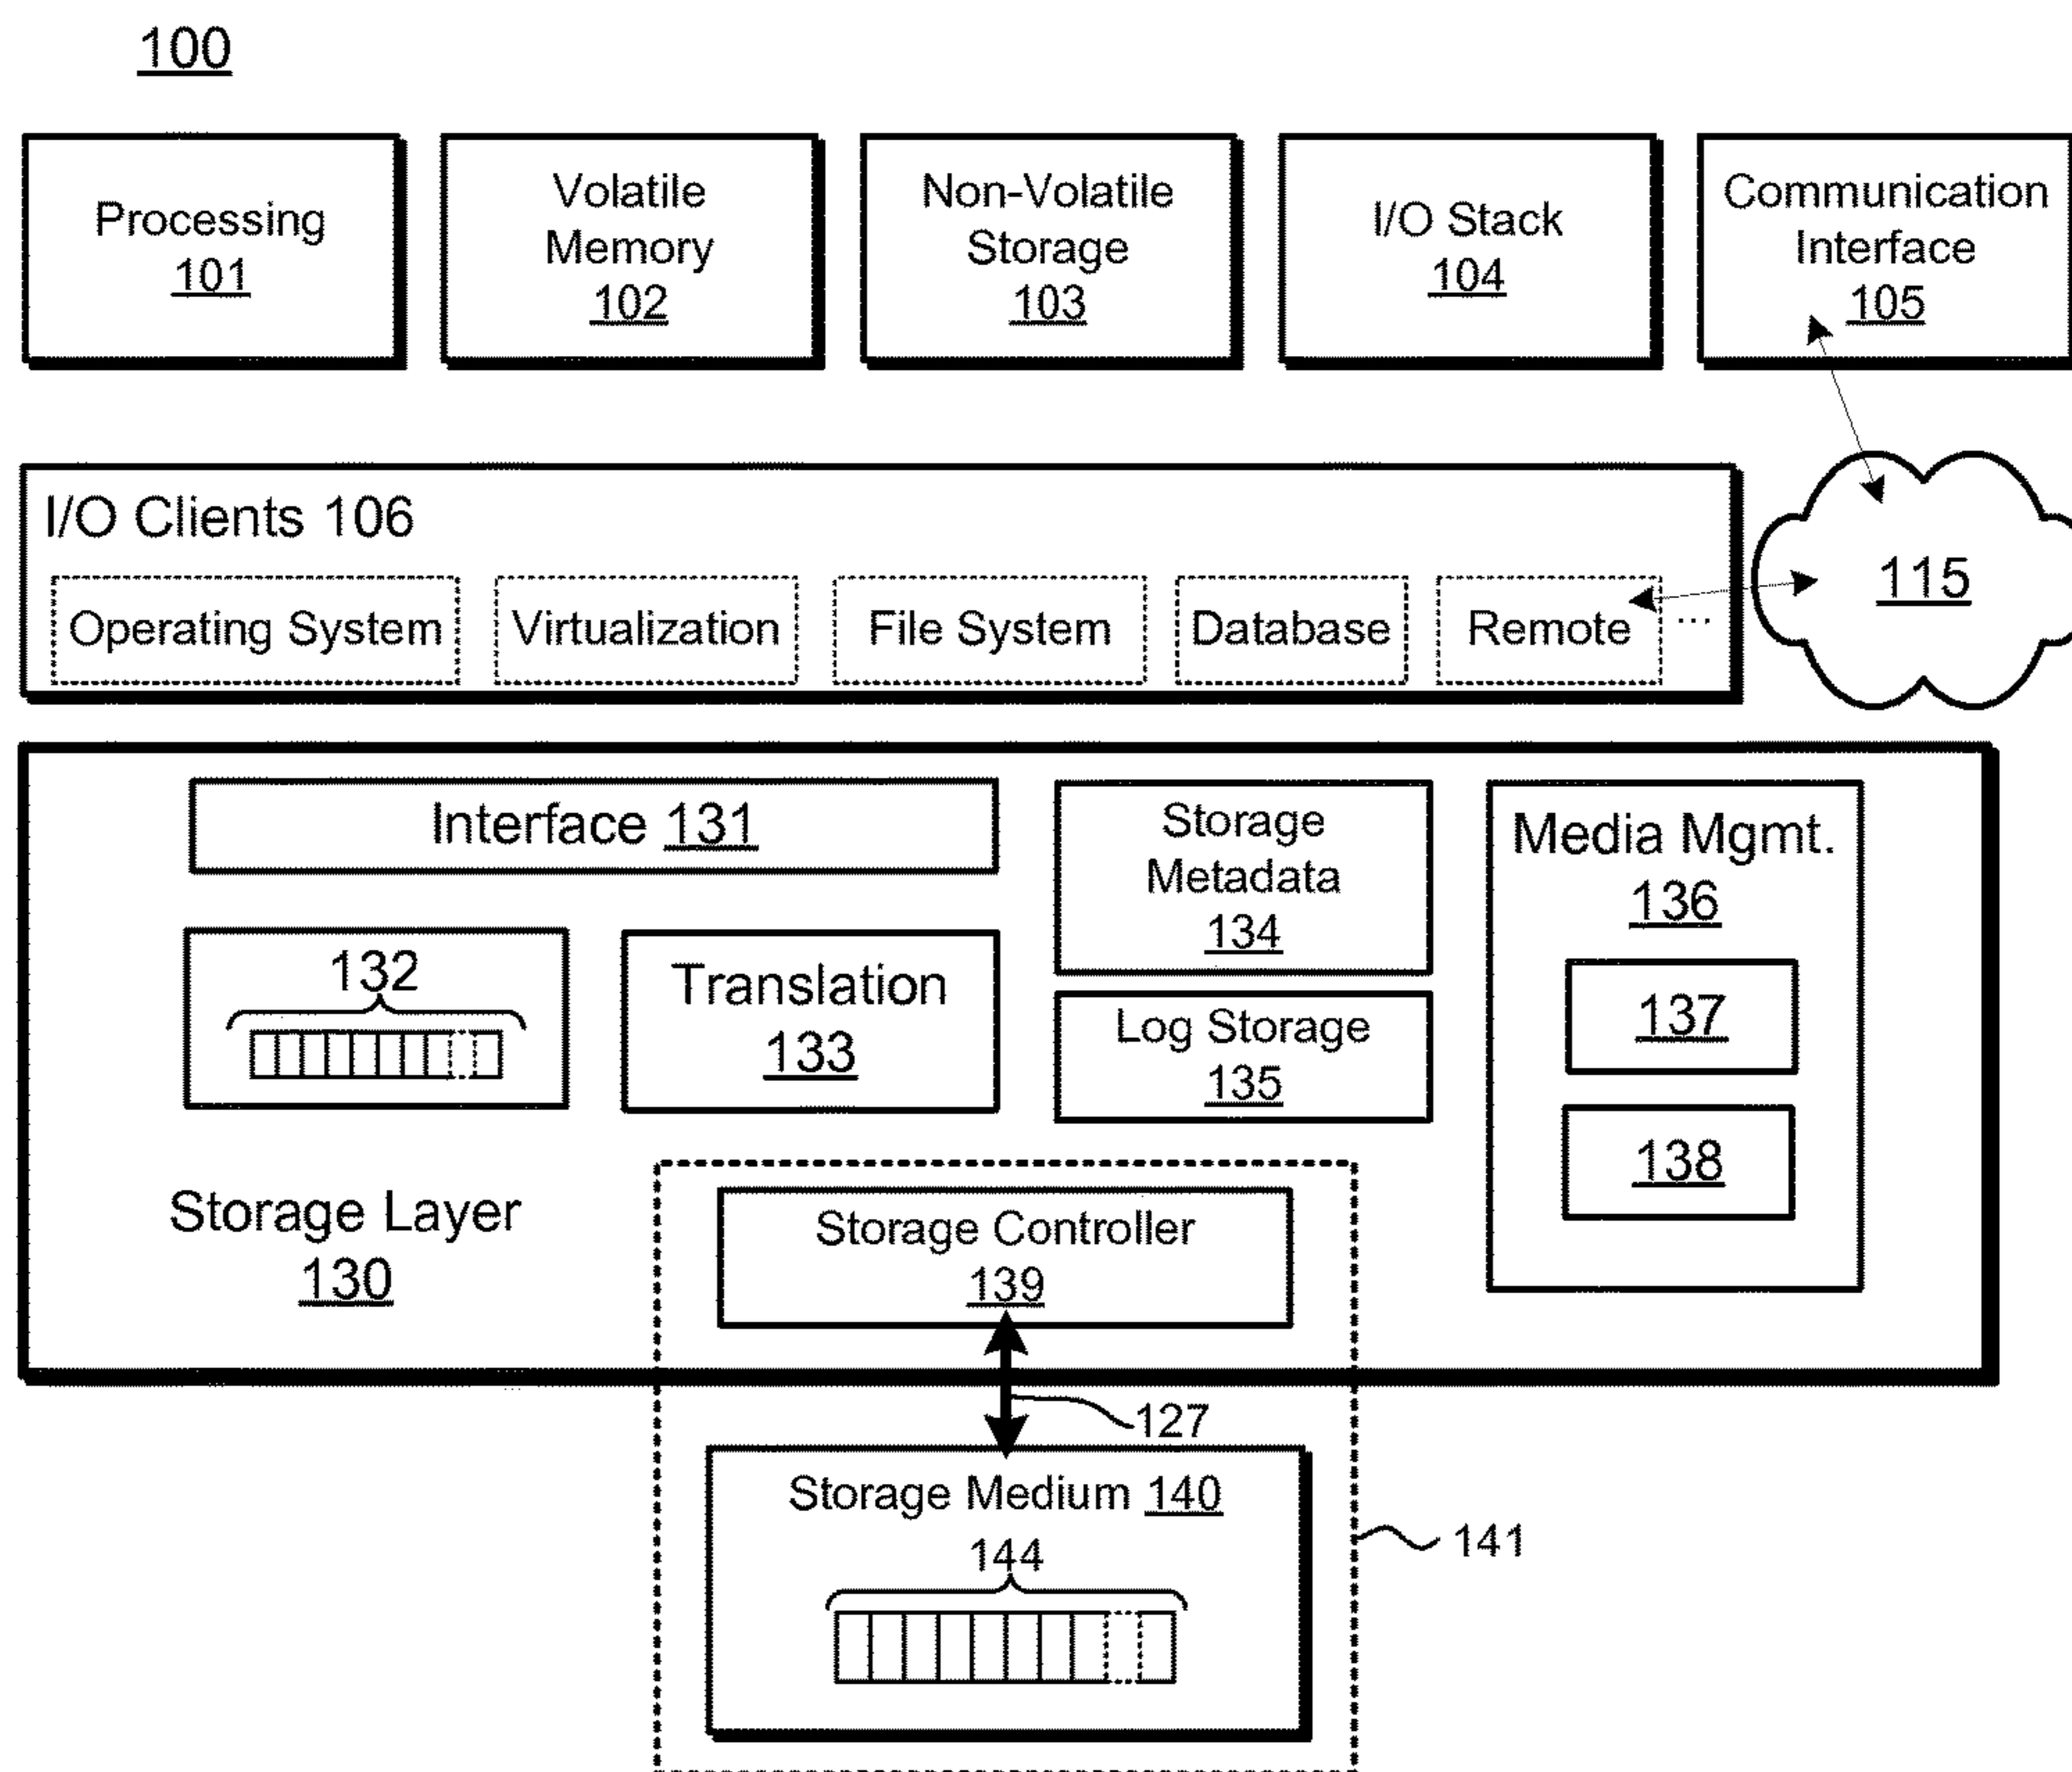 100
Processing
101
Volatile
Memory
102
Non-Volatile
Storage
103
I/O Stack
104
Communication
Interface
105
I/O Clients 106
Operating System
Virtualization
File System
Database
Remote
...
115
Interface 131
132
Translation
133
Storage
Metadata
134
Log Storage
135
Media Mgmt.
136
137
138
Storage Layer
130
Storage Controller
139
127
Storage Medium 140
144
141